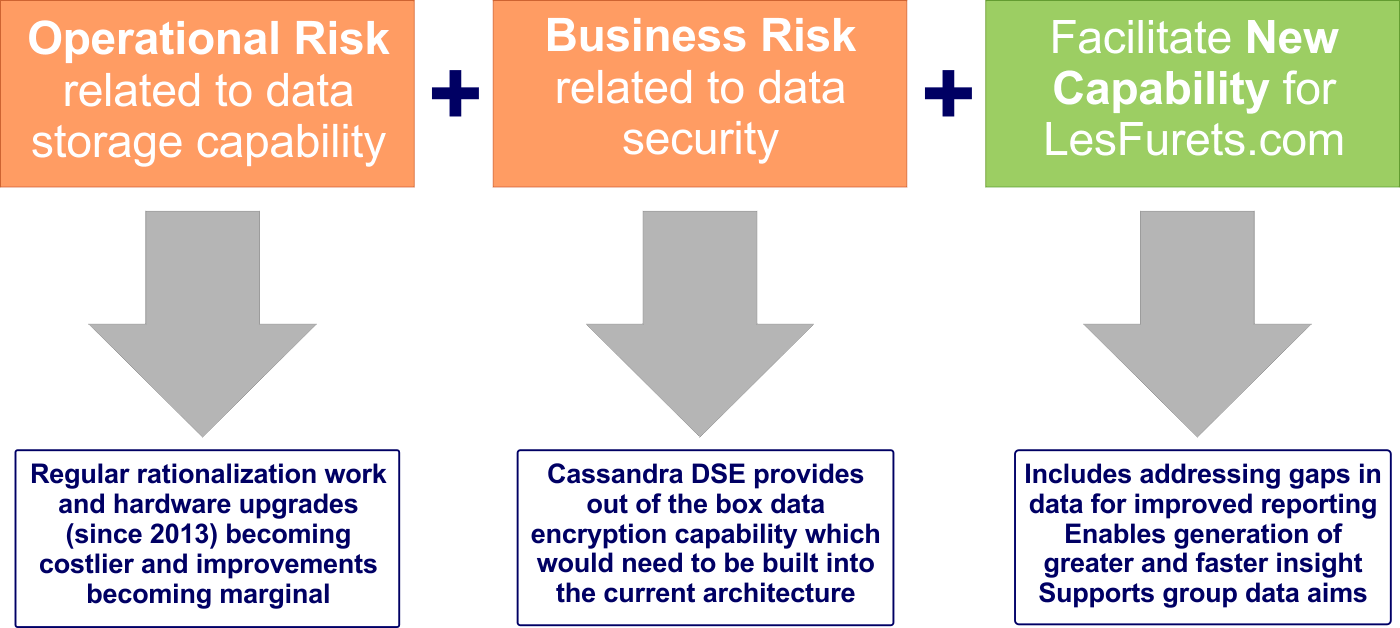 Operational Risk
related to data
storage capability
+
Business Risk
related to data
security
+
Facilitate New
Capability for
LesFurets.com
Regular rationalization work
and hardware upgrades
(since 2013) becoming
costlier and improvements
becoming marginal
Cassandra DSE provides
out of the box data
encryption capability which
would need to be built into
the current architecture
Includes addressing gaps in
data for improved reporting
Enables generation of
greater and faster insight
Supports group data aims